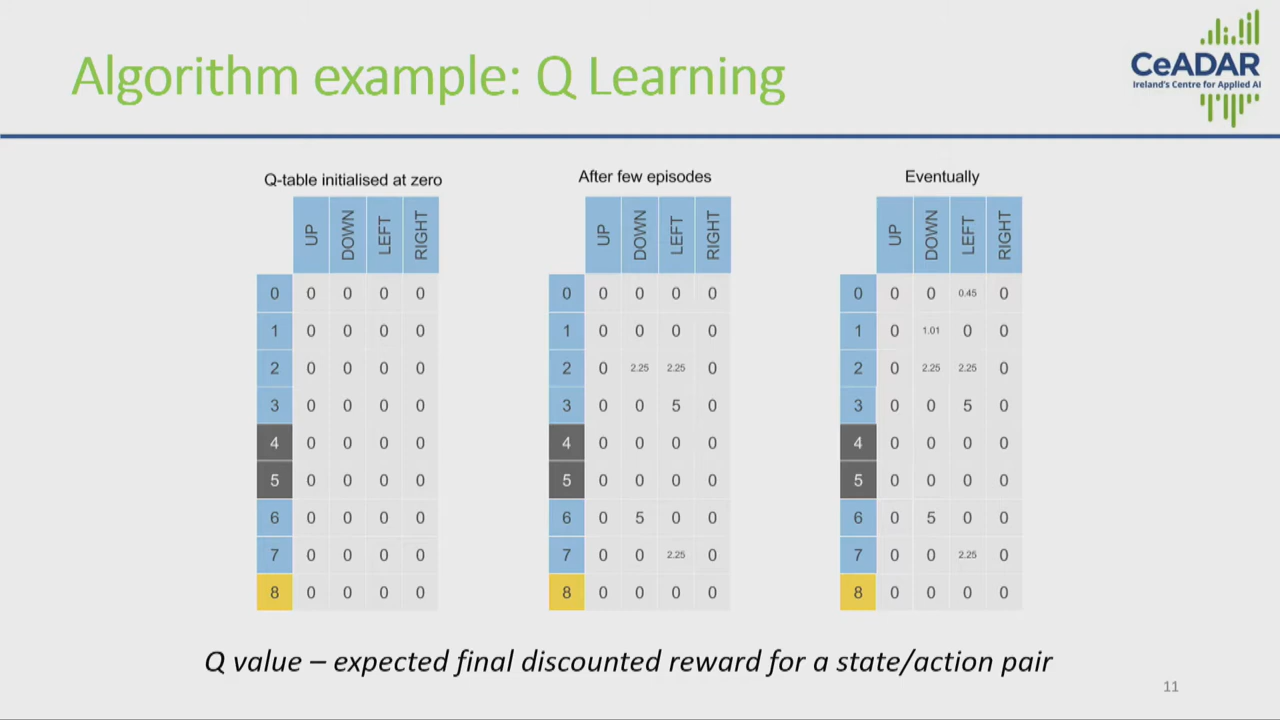 Algorithm example: Q Learning
CeADAR
Ireland's Centre for Applied AI
Q-table initialised at zero
UP DOWN LEFT RIGHT
0 0 0 0 0
1 0 0 0 0
2 0 0 0 0
3 0 0 0 0
4 0 0 0 0
5 0 0 0 0
6 0 0 0 0
7 0 0 0 0
8 0 0 0 0
After few episodes
UP DOWN LEFT RIGHT
0 0 0 0 0
1 0 0 0 0
2 0 2.25 2.25 0
3 0 0 5 0
4 0 0 0 0
5 0 0 0 0
6 0 5 0 0
7 0 0 2.25 0
8 0 0 0 0
Eventually
UP DOWN LEFT RIGHT
0 0 0 0.45 0
1 0 1.01 0 0
2 0 2.25 2.25 0
3 0 0 5 0
4 0 0 0 0
5 0 0 0 0
6 0 5 0 0
7 0 0 2.25 0
8 0 0 0 0
Q value – expected final discounted reward for a state/action pair
11